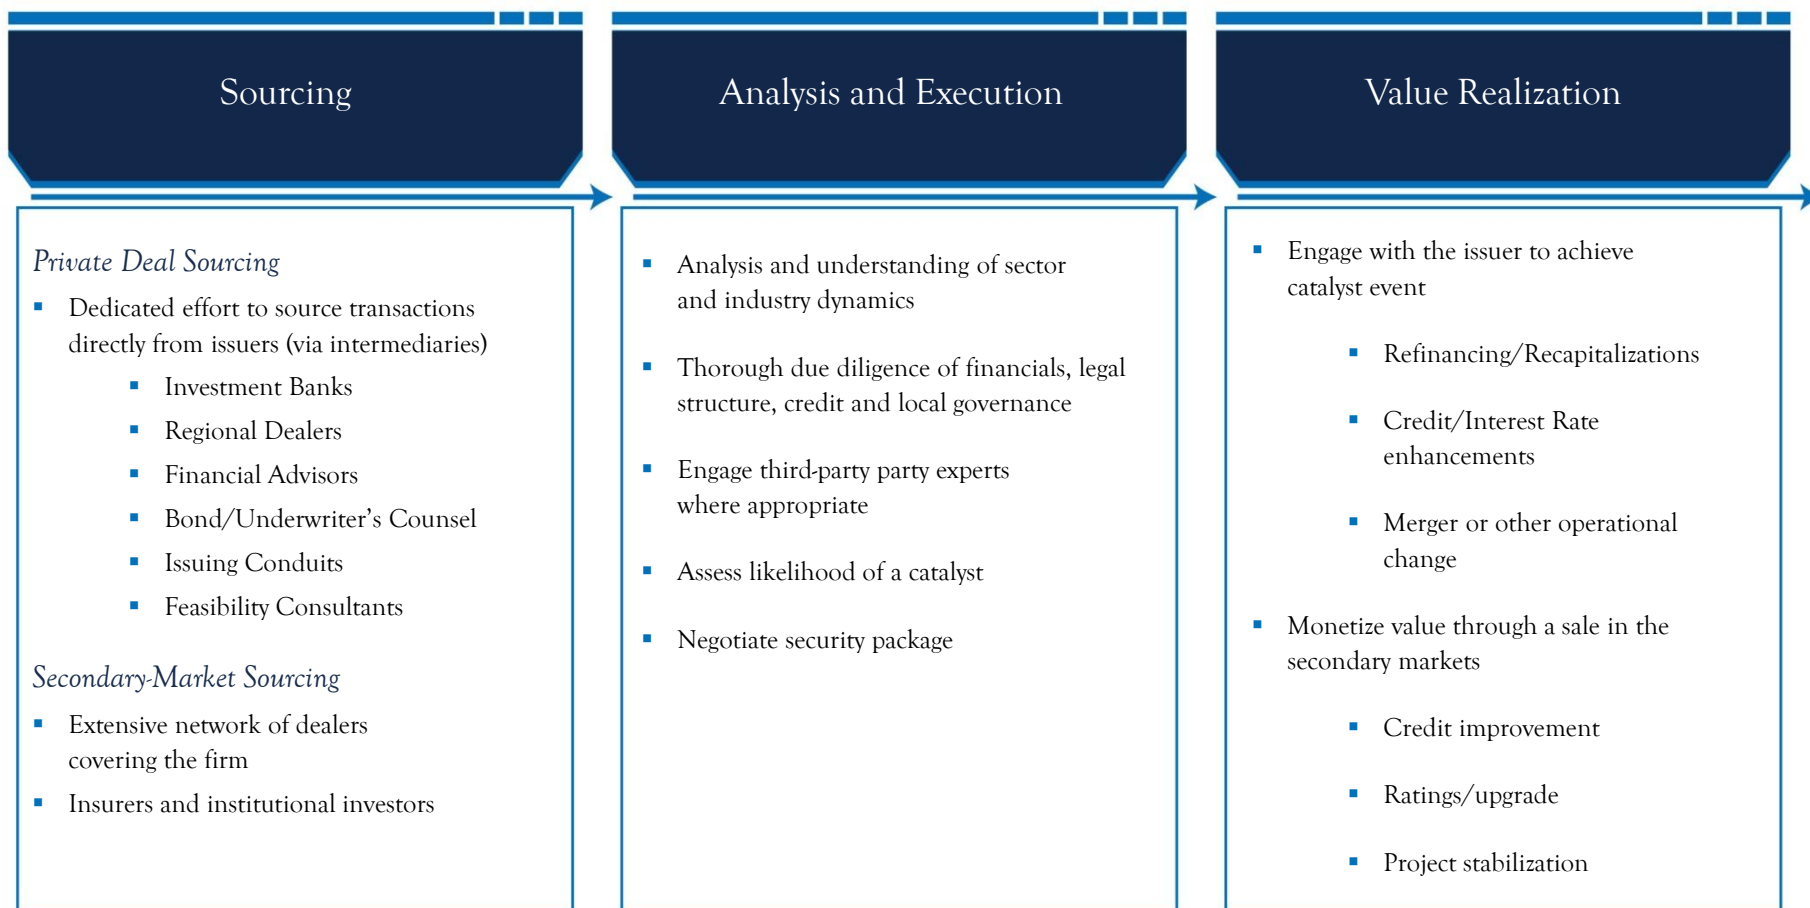 Sourcing
Private Deal Sourcing
▪ Dedicated effort to source transactions
directly from issuers (via intermediaries)
▪ Investment Banks
▪ Regional Dealers
▪ Financial Advisors
▪ Bond/Underwriter’s Counsel
▪ Issuing Conduits
▪ Feasibility Consultants
Secondary-Market Sourcing
▪ Extensive network of dealers
covering the firm
▪ Insurers and institutional investors
Analysis and Execution
▪ Analysis and understanding of sector
and industry dynamics
▪ Thorough due diligence of financials, legal
structure, credit and local governance
▪ Engage third-party party experts
where appropriate
▪ Assess likelihood of a catalyst
▪ Negotiate security package
Value Realization
▪ Engage with the issuer to achieve
catalyst event
▪ Refinancing/Recapitalizations
▪ Credit/Interest Rate
enhancements
▪ Merger or other operational
change
▪ Monetize value through a sale in the
secondary markets
▪ Credit improvement
▪ Ratings/upgrade
▪ Project stabilization